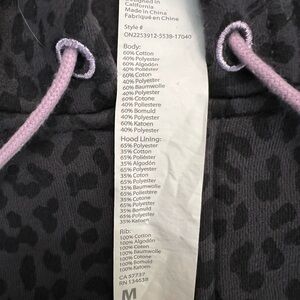 Designed in
California
Made in China
Fabriqué en China
Style #
ON2253912-5539-17040
Body:
60% Cotton
40% Polyester
60% Algodón
40% Poliéster
60% Coton
40% Polyester
60% Baumwolle
40% Polyester
60% Cotone
40% Poliestere
60% Bomuld
40% Polyester
60% Katoen
40% Polyester
Hood Lining:
65% Polyester
35% Cotton
65% Poliéster
35% Algodón
65% Polyester
35% Coton
65% Polyester
35% Baumwolle
65% Poliestere
35% Cotone
65% Polyester
35% Bomuld
65% Polyester
35% Katoen
Rib:
100% Cotton
100% Algodón
100% Coton
100% Baumwolle
100% Cotone
100% Bomuld
100% Katoen
CA 57737
RN 134638
M